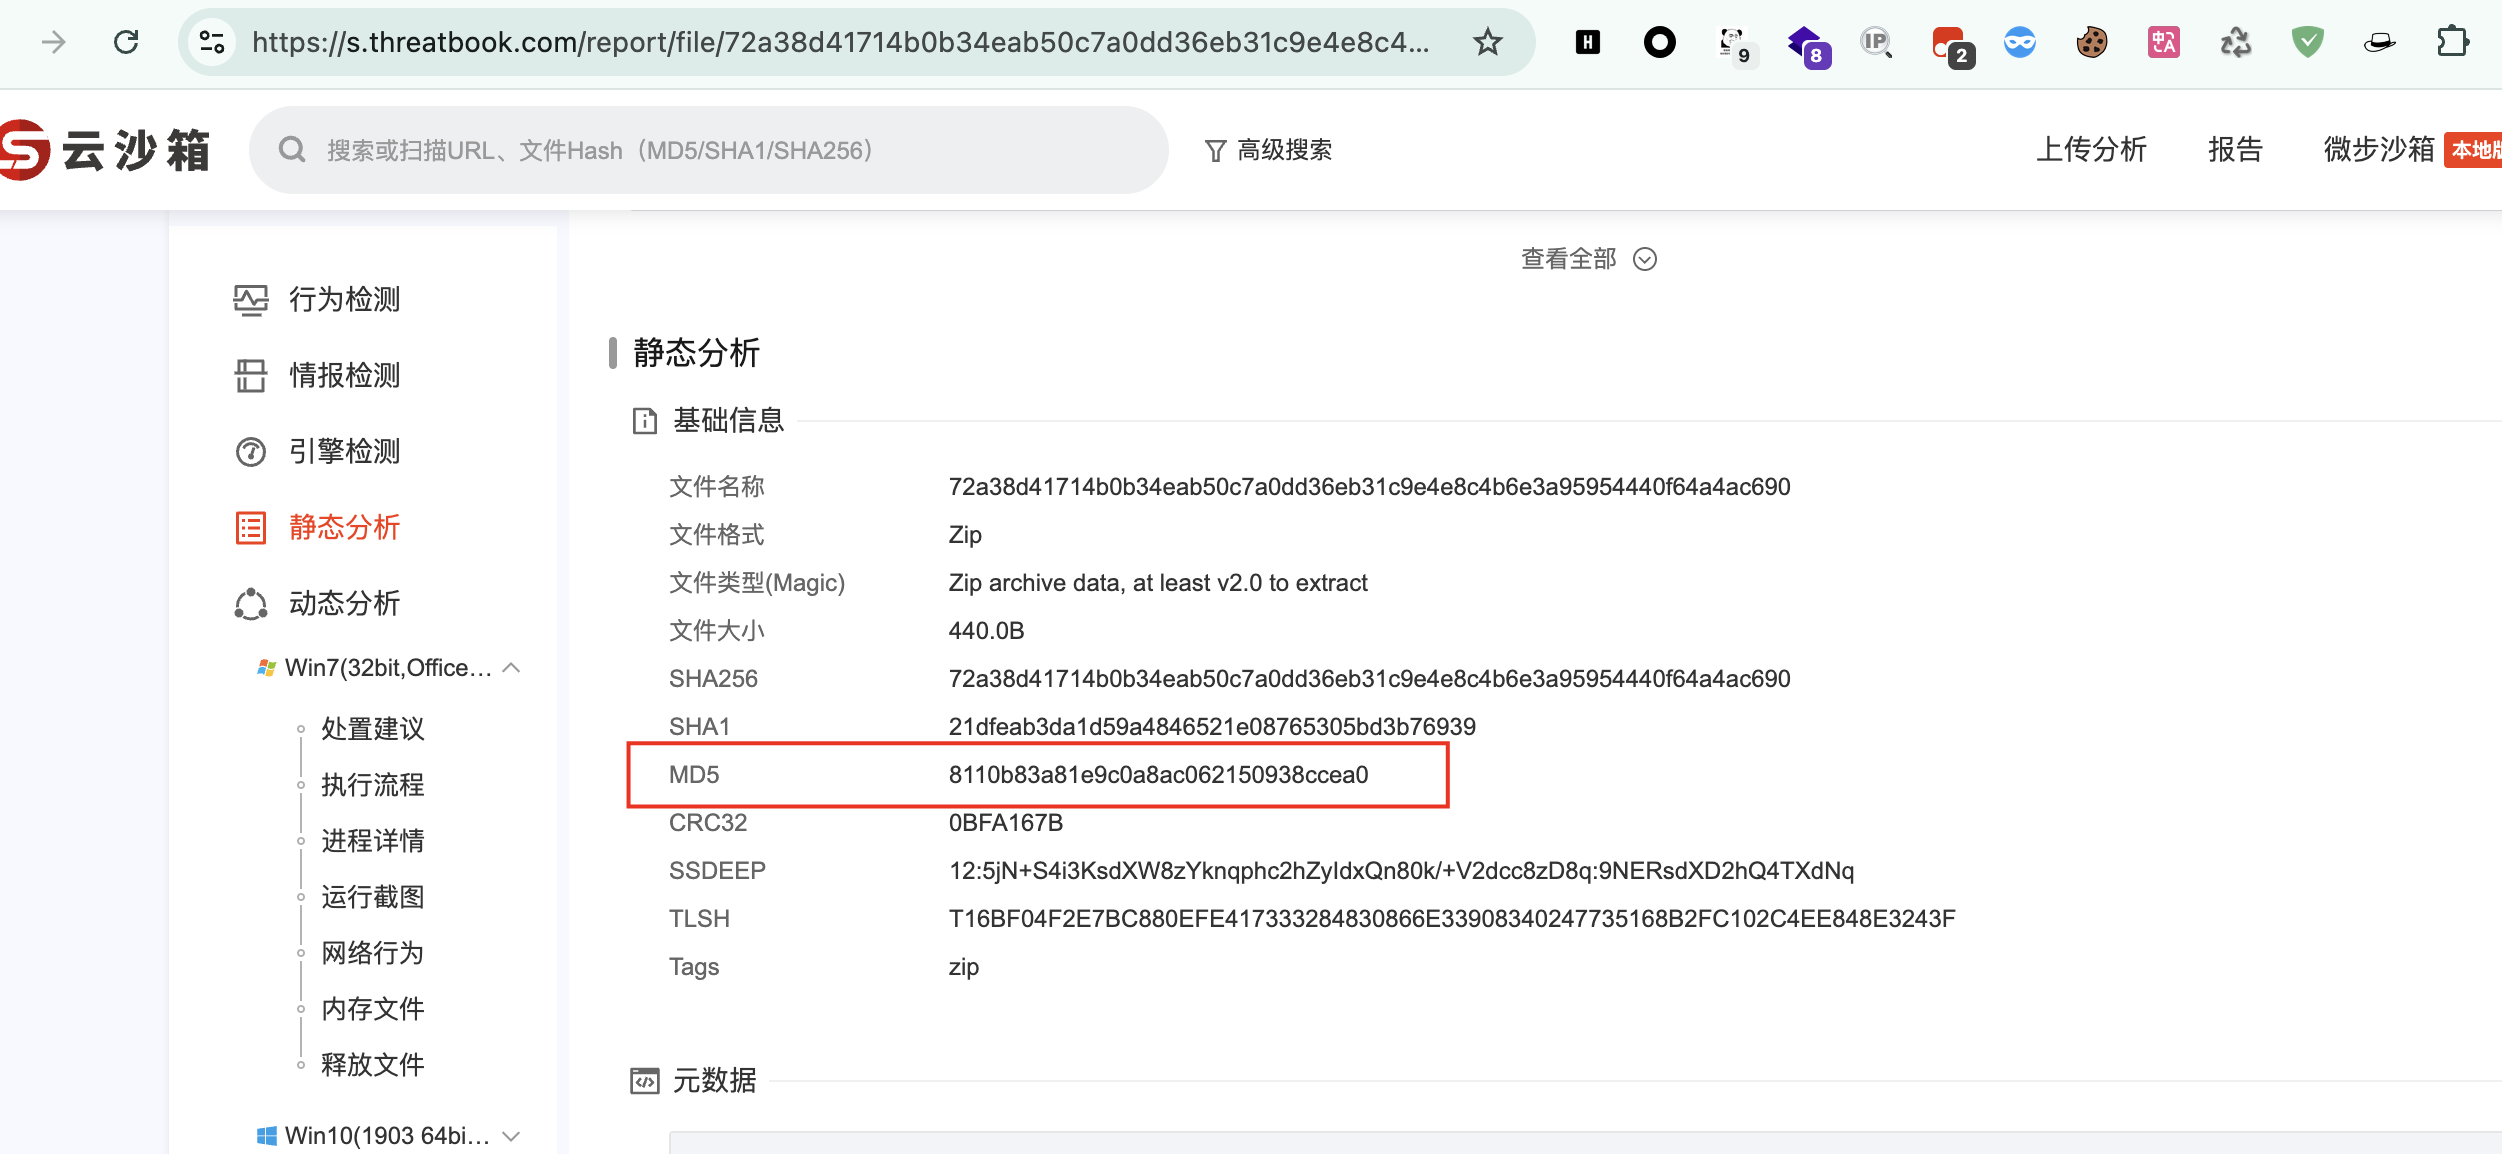 https://s.threatbook.com/report/file/72a38d41714b0b34eab50c7a0dd36eb31c9e4e8c4...
9
8
IP
2
中A
H
S云沙箱
搜索或扫描URL、文件Hash（MD5/SHA1/SHA256）
高级搜索
上传分析
报告
微步沙箱
本地版
行为检测
情报检测
引擎检测
静态分析
动态分析
Win7(32bit,Office...
处置建议
执行流程
进程详情
运行截图
网络行为
内存文件
释放文件
Win10(1903 64bi...
查看全部
静态分析
基础信息
文件名称 72a38d41714b0b34eab50c7a0dd36eb31c9e4e8c4b6e3a95954440f64a4ac690
文件格式 Zip
文件类型(Magic) Zip archive data, at least v2.0 to extract
文件大小 440.0B
SHA256 72a38d41714b0b34eab50c7a0dd36eb31c9e4e8c4b6e3a95954440f64a4ac690
SHA1 21dfeab3da1d59a4846521e08765305bd3b76939
MD5 8110b83a81e9c0a8ac062150938ccea0
CRC32 0BFA167B
SSDEEP 12:5jN+S4i3KsdXW8zYknqphc2hZyIdxQn80k/+V2dcc8zD8q:9NERsdXD2hQ4TXdNq
TLSH T16BF04F2E7BC880EFE417333284830866E33908340247735168B2FC102C4EE848E3243F
Tags zip
元数据